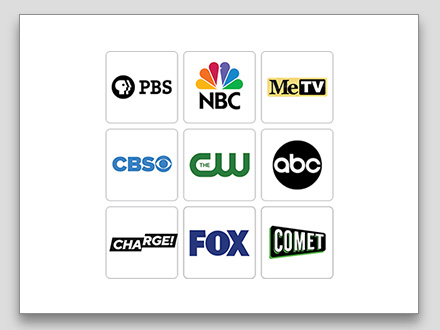 PBS
NBC
MeTV
CBS
THE CW
abc
CHARGE!
FOX
COMET